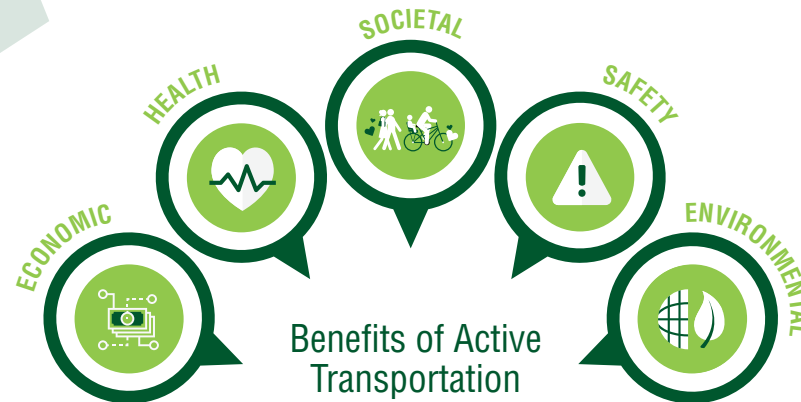 ECONOMIC
HEALTH
SOCIETAL
SAFETY
ENVIRONMENTAL
Benefits of Active
Transportation